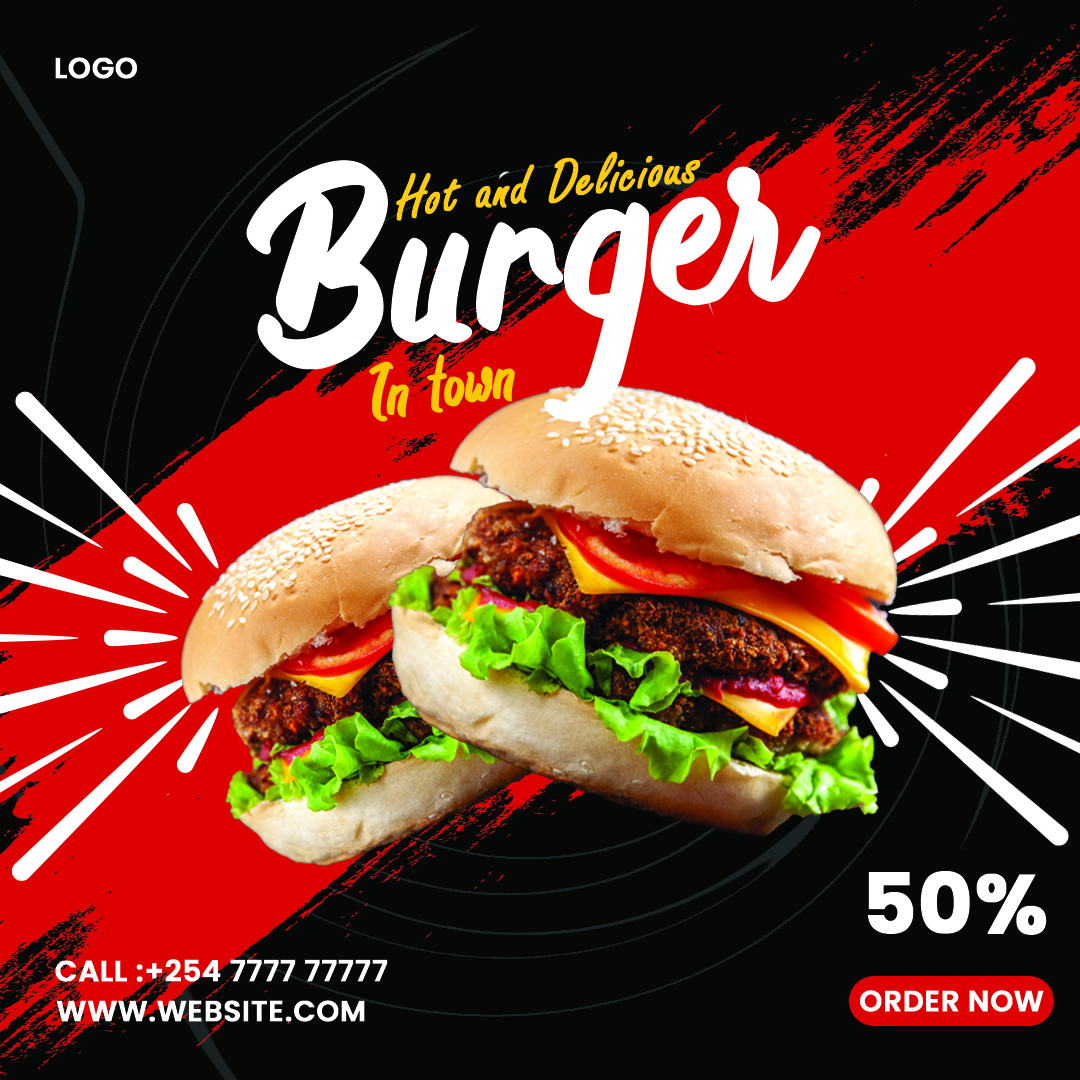 LOGO
Hot and Delicious
Burger
In town
50%
CALL :+254 7777 77777
WWW.WEBSITE.COM
ORDER NOW